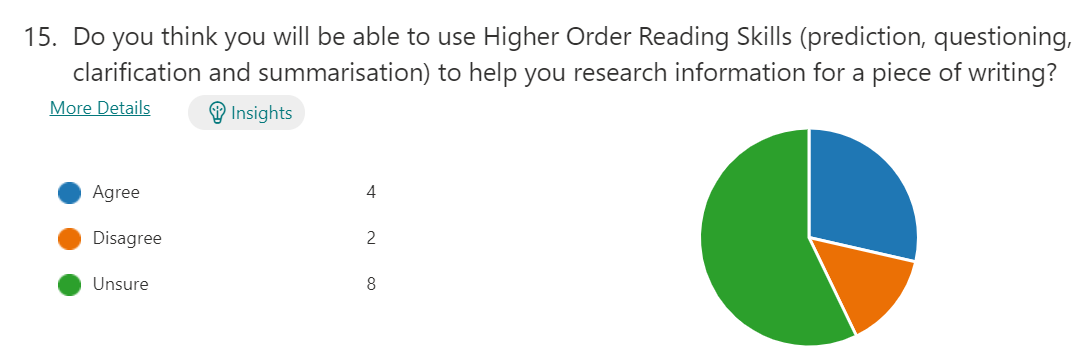 15. Do you think you will be able to use Higher Order Reading Skills (prediction, questioning,
clarification and summarisation) to help you research information for a piece of writing?
More Details
Insights
Agree 4
Disagree 2
Unsure 8